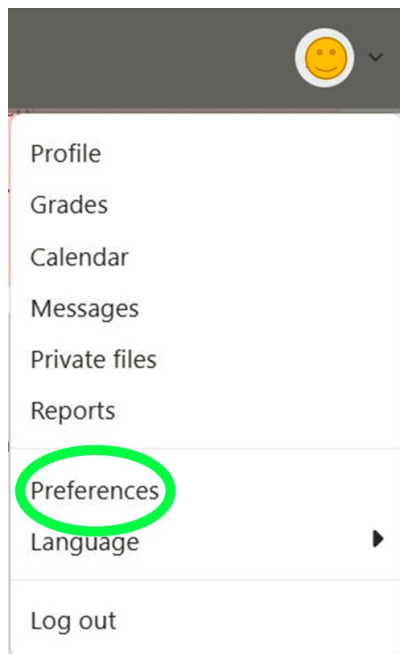 Profile
Grades
Calendar
Messages
Private files
Reports
Preferences
Language
Log out